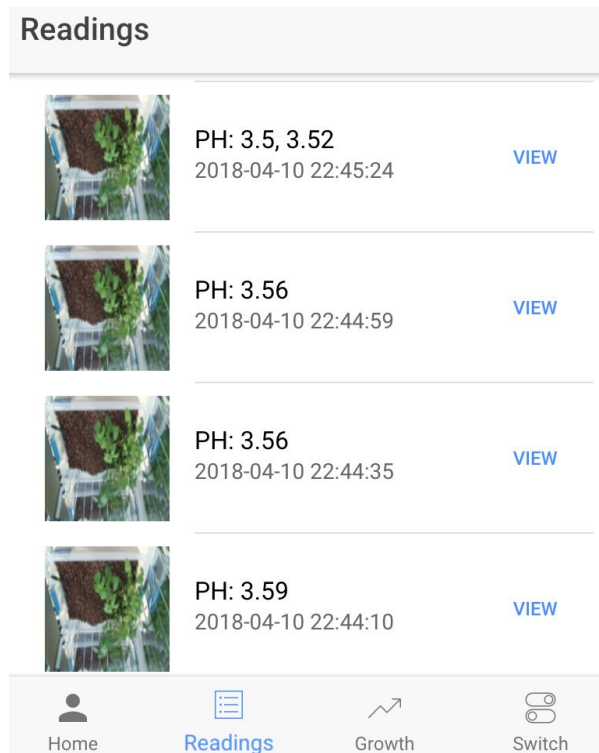 Readings
PH: 3.5, 3.52
2018-04-10 22:45:24
VIEW
PH: 3.56
2018-04-10 22:44:59
VIEW
PH: 3.56
2018-04-10 22:44:35
VIEW
PH: 3.59
2018-04-10 22:44:10
VIEW
Home
Readings
Growth
Switch